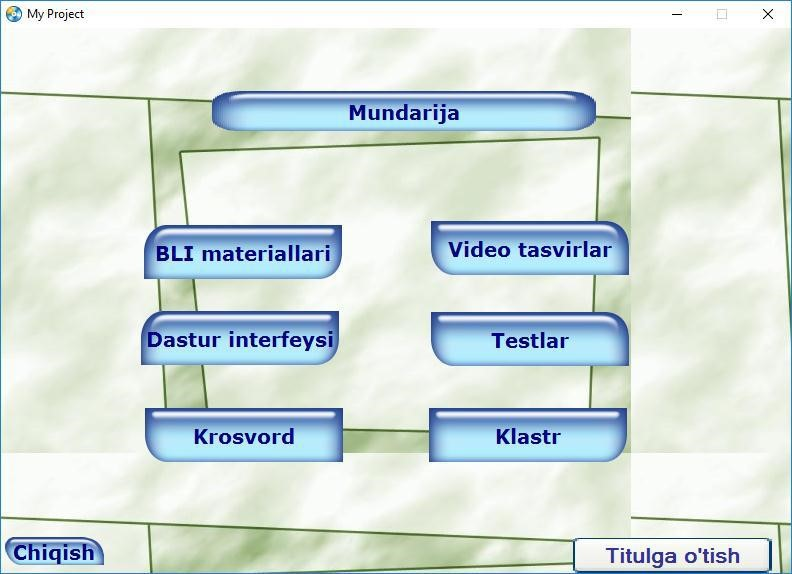 My Project
Mundarija
BLI materiallari
Video tasvirlar
Dastur interfeysi
Testlar
Krosvord
Klastr
Chiqish
Titulga o'tish